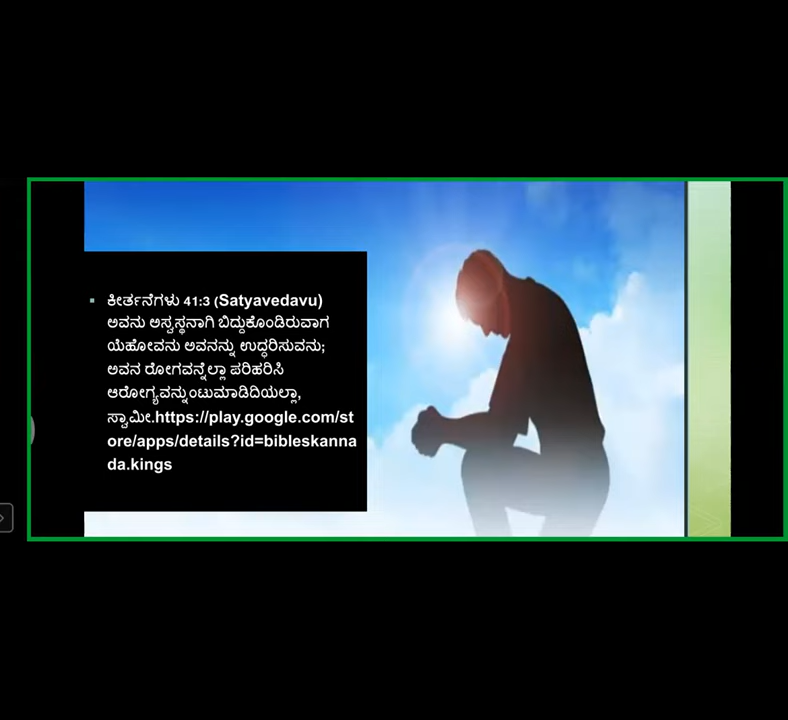 ಕೀರ್ತನೆಗಳು 41:3 (Satyavedavu)
ಅವನು ಅಸ್ವಸ್ಥನಾಗಿ ಬಿದ್ದುಕೊಂಡಿರುವಾಗ
ಯೆಹೋವನು ಅವನನ್ನು ಉದ್ಧರಿಸುವನು;
ಅವನ ರೋಗವನ್ನೆಲ್ಲಾ ಪರಿಹರಿಸಿ
ಆರೋಗ್ಯವನ್ನುಂಟುಮಾಡಿದಿಯಲ್ಲಾ,
ಸ್ವಾಮೀ.https://play.google.com/st
ore/apps/details?id=bibleskanna
da.kings